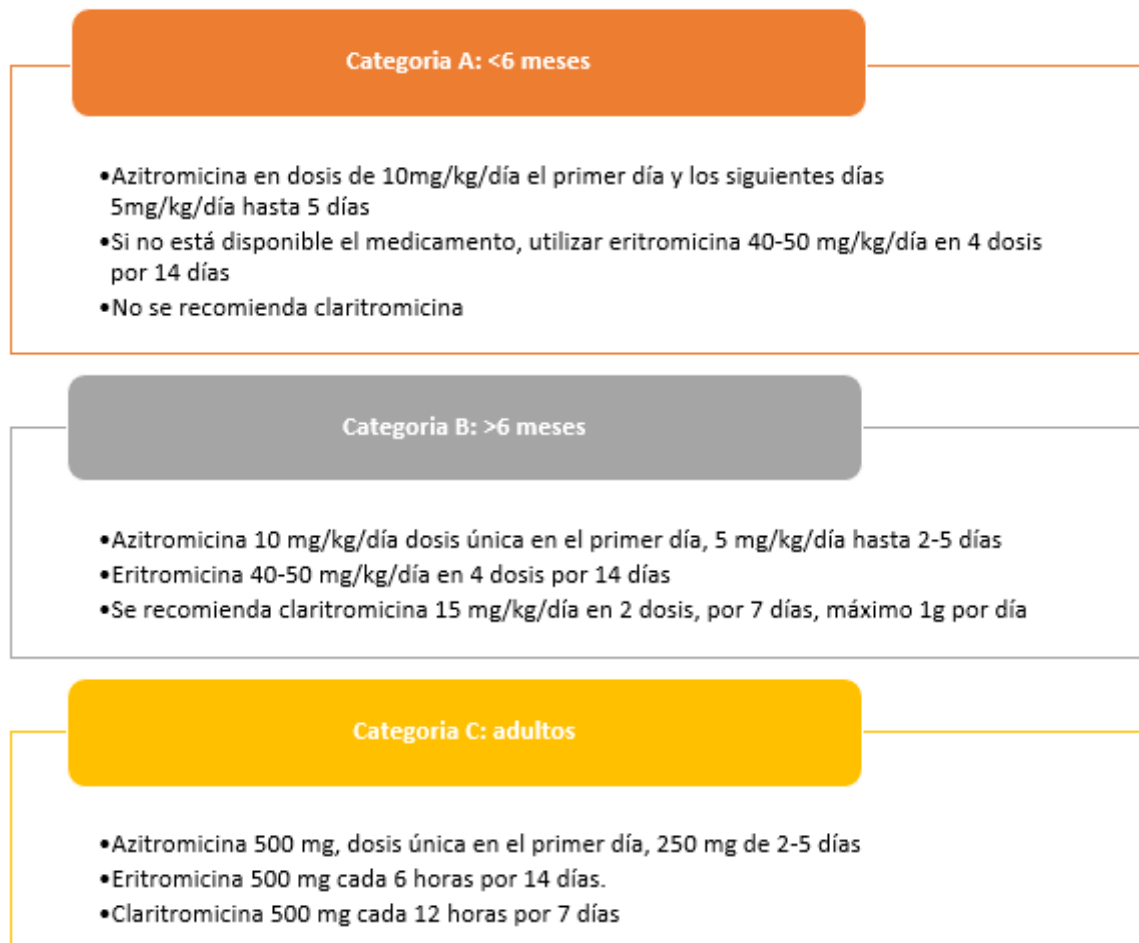 Categoria A: <6 meses
•Azitromicina en dosis de 10mg/kg/día el primer día y los siguientes días
5mg/kg/día hasta 5 días
•Si no está disponible el medicamento, utilizar eritromicina 40-50 mg/kg/día en 4 dosis
por 14 días
•No se recomienda claritromicina
Categoria B: >6 meses
•Azitromicina 10 mg/kg/día dosis única en el primer día, 5 mg/kg/día hasta 2-5 días
•Eritromicina 40-50 mg/kg/día en 4 dosis por 14 días
•Se recomienda claritromicina 15 mg/kg/día en 2 dosis, por 7 días, máximo 1g por día
Categoria C: adultos
•Azitromicina 500 mg, dosis única en el primer día, 250 mg de 2-5 días
•Eritromicina 500 mg cada 6 horas por 14 días.
•Claritromicina 500 mg cada 12 horas por 7 días